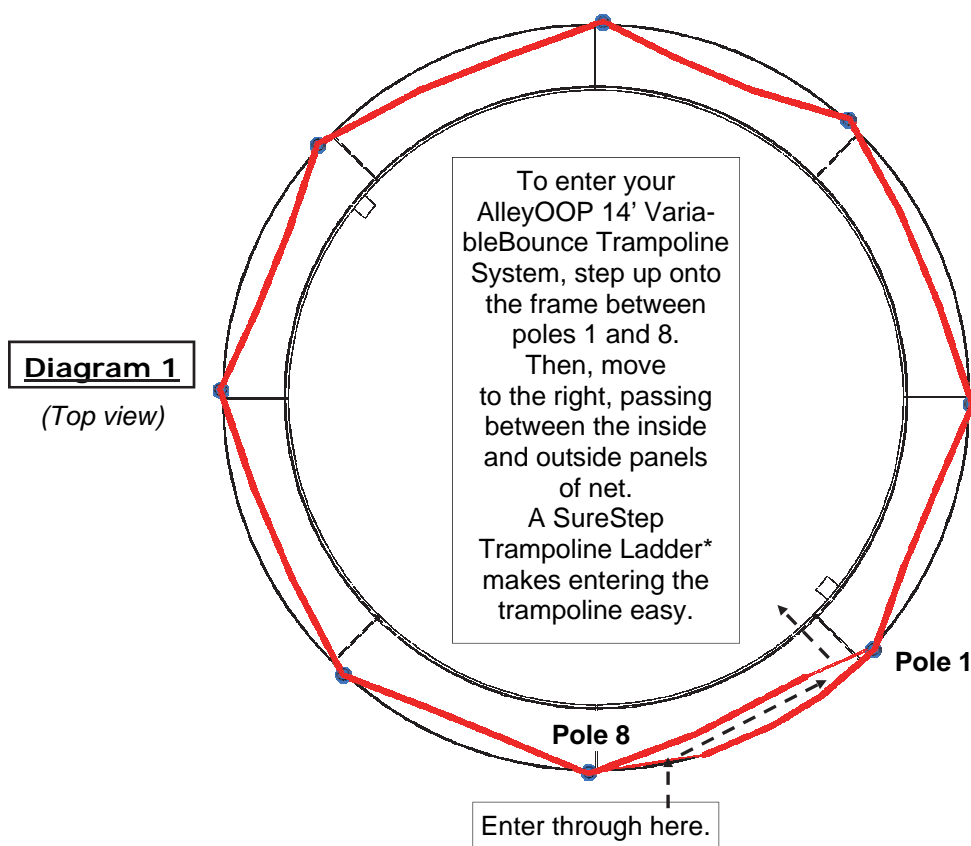 To enter your
AlleyOOP 14’ Varia-
bleBounce Trampoline
System, step up onto
the frame between
poles 1 and 8.
Then, move
to the right, passing
between the inside
and outside panels
of net.
A SureStep
Trampoline Ladder*
makes entering the
trampoline easy.
Diagram 1
(Top view)
Pole 1
Pole 8
Enter through here.